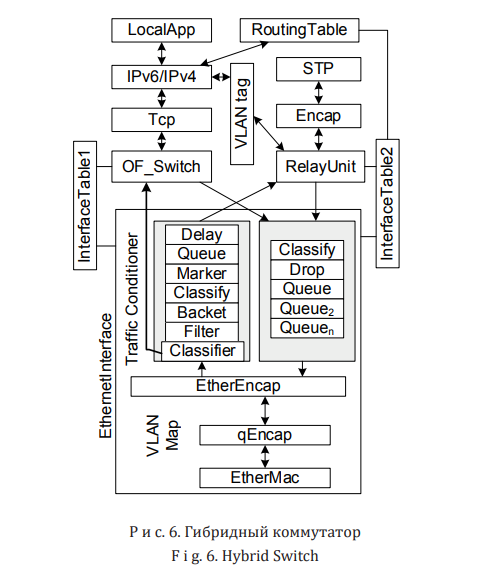 LocalApp
RoutingTable
IPv6/IPv4
STP
VLAN tag
Tcp
Encap
InterfaceTable1
OF_Switch
RelayUnit
InterfaceTable2
EthernetInterface
Traffic Conditioner
Delay
Queue
Marker
Classify
Backet
Filter
Classifier
Classify
Drop
Queue
Queue₂
Queueₙ
EtherEncap
VLAN
Map
qEncap
EtherMac
Р и с. 6. Гибридный коммутатор
F i g. 6. Hybrid Switch